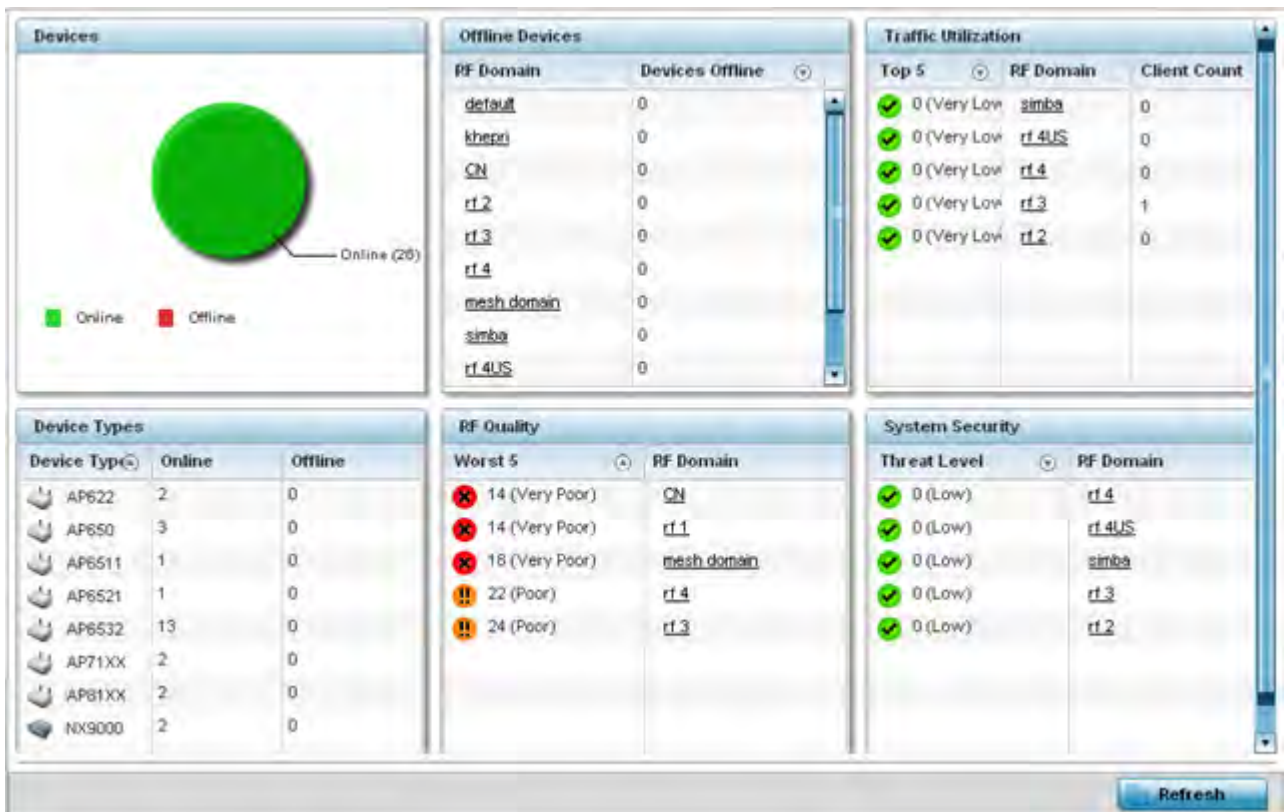 Devices
Online (26)
Online
Offline
Offline Devices
RF Domain Devices Offline
default 0
khepri 0
CN 0
rf 2 0
rf 3 0
rf 4 0
mesh domain 0
simba 0
rf 4US 0
Traffic Utilization
Top 5 RF Domain Client Count
0 (Very Low simba 0
0 (Very Low rf 4US 0
0 (Very Low rf 4 0
0 (Very Low rf 3 1
0 (Very Low rf 2 0
Device Types
Device Type Online Offline
AP622 2 0
AP650 3 0
AP6511 1 0
AP6521 1 0
AP6532 13 0
AP71XX 2 0
AP81XX 2 0
NX9000 2 0
RF Quality
Worst 5 RF Domain
14 (Very Poor) CN
14 (Very Poor) rf 1
18 (Very Poor) mesh domain
22 (Poor) rf 4
24 (Poor) rf 3
System Security
Threat Level RF Domain
0 (Low) rf 4
0 (Low) rf 4US
0 (Low) simba
0 (Low) rf 3
0 (Low) rf 2
Refresh